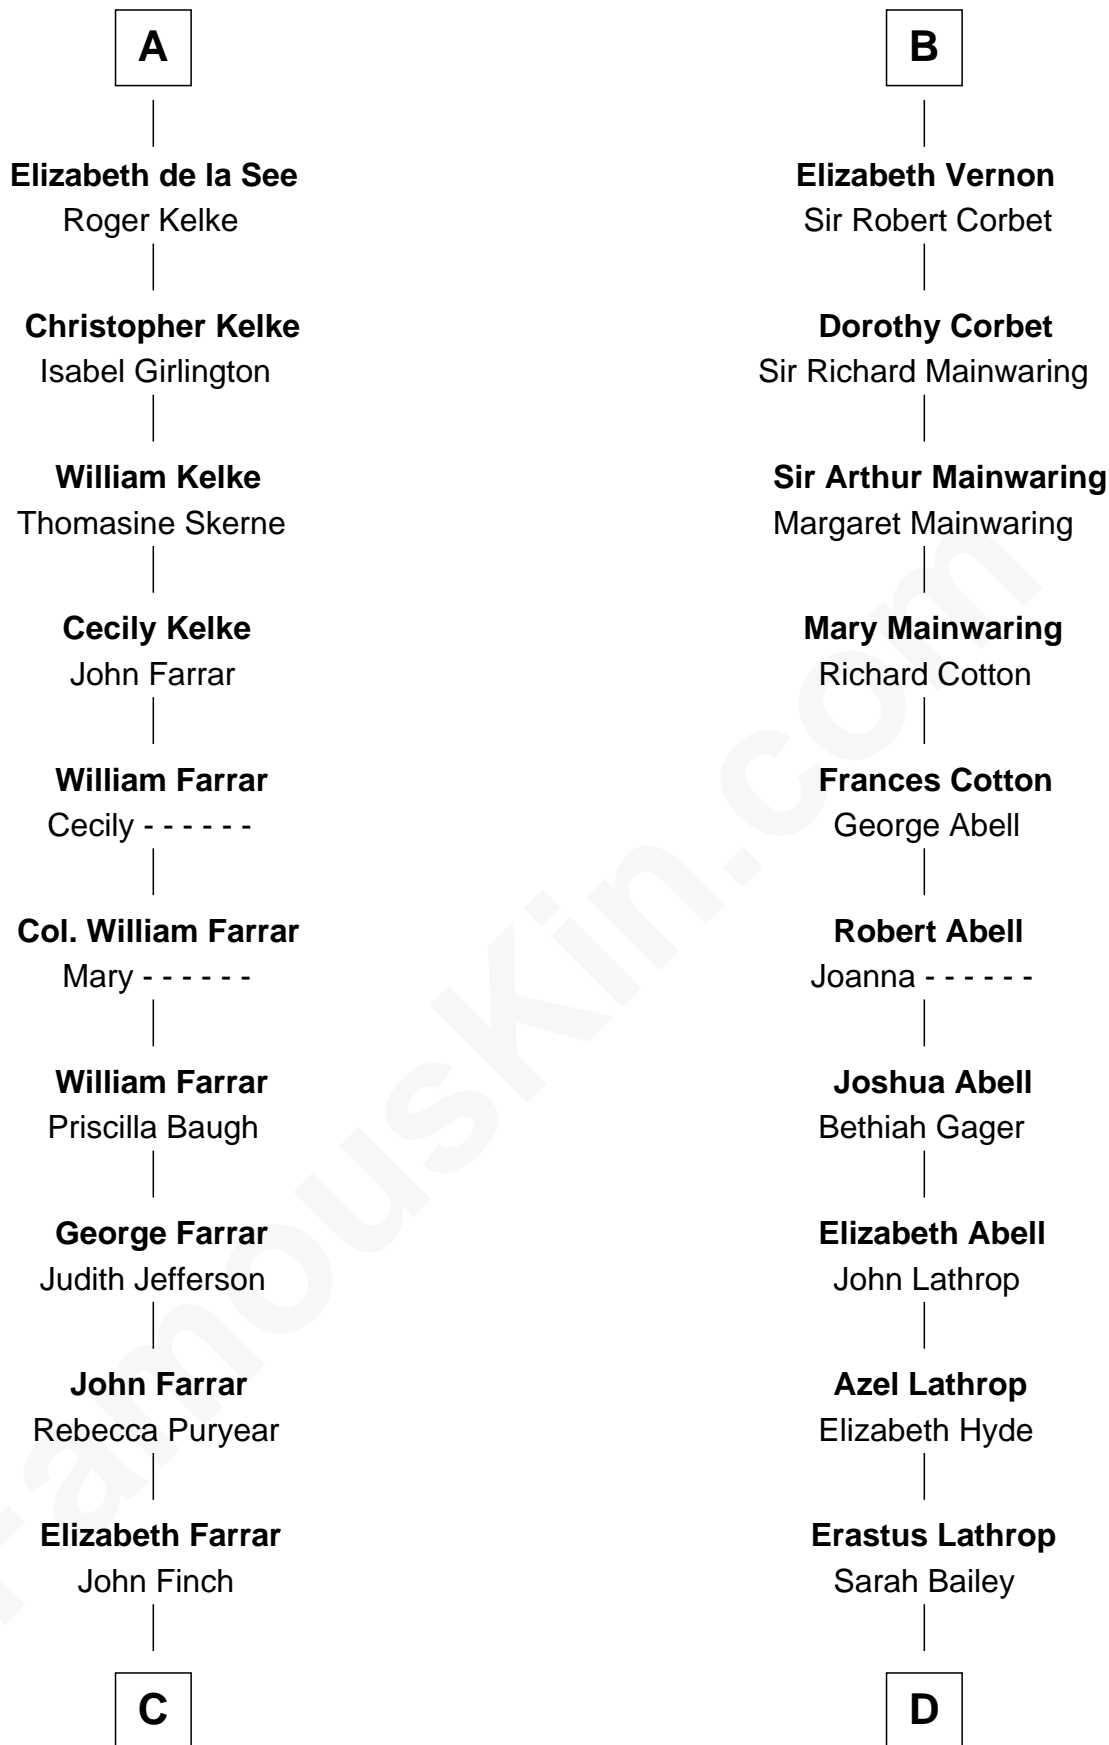 A
Elizabeth de la See
Roger Kelke
Christopher Kelke
Isabel Girlington
William Kelke
Thomasine Skerne
Cecily Kelke
John Farrar
William Farrar
Cecily - - - - - -
Col. William Farrar
Mary - - - - - -
William Farrar
Priscilla Baugh
George Farrar
Judith Jefferson
John Farrar
Rebecca Puryear
Elizabeth Farrar
John Finch
C
B
Elizabeth Vernon
Sir Robert Corbet
Dorothy Corbet
Sir Richard Mainwaring
Sir Arthur Mainwaring
Margaret Mainwaring
Mary Mainwaring
Richard Cotton
Frances Cotton
George Abell
Robert Abell
Joanna - - - - - -
Joshua Abell
Bethiah Gager
Elizabeth Abell
John Lathrop
Azel Lathrop
Elizabeth Hyde
Erastus Lathrop
Sarah Bailey
D
FamousKin.com